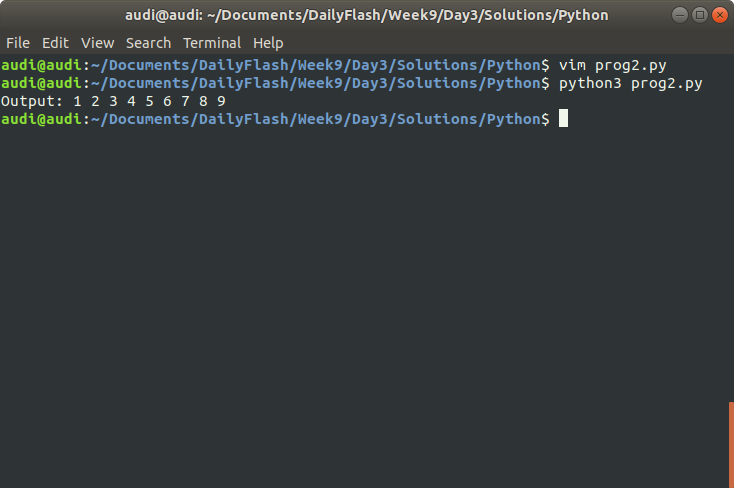 audi@audi: ~/Documents/DailyFlash/Week9/Day3/Solutions/Python
File Edit View Search Terminal Help
audi@audi:~/Documents/DailyFlash/Week9/Day3/Solutions/Python$ vim prog2.py
audi@audi:~/Documents/DailyFlash/Week9/Day3/Solutions/Python$ python3 prog2.py
Output: 1 2 3 4 5 6 7 8 9
audi@audi:~/Documents/DailyFlash/Week9/Day3/Solutions/Python$